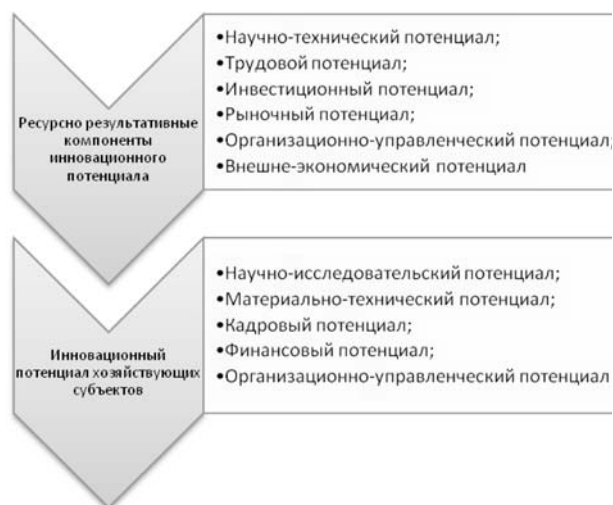 Ресурсно результативные
компоненты
инновационного
потенциала
•Научно-технический потенциал;
•Трудовой потенциал;
•Инвестиционный потенциал;
•Рыночный потенциал;
•Организационно-управленческий потенциал;
•Внешне-экономический потенциал
Инновационный
потенциал хозяйствующих
субъектов
•Научно-исследовательский потенциал;
•Материально-технический потенциал;
•Кадровый потенциал;
•Финансовый потенциал;
•Организационно-управленческий потенциал